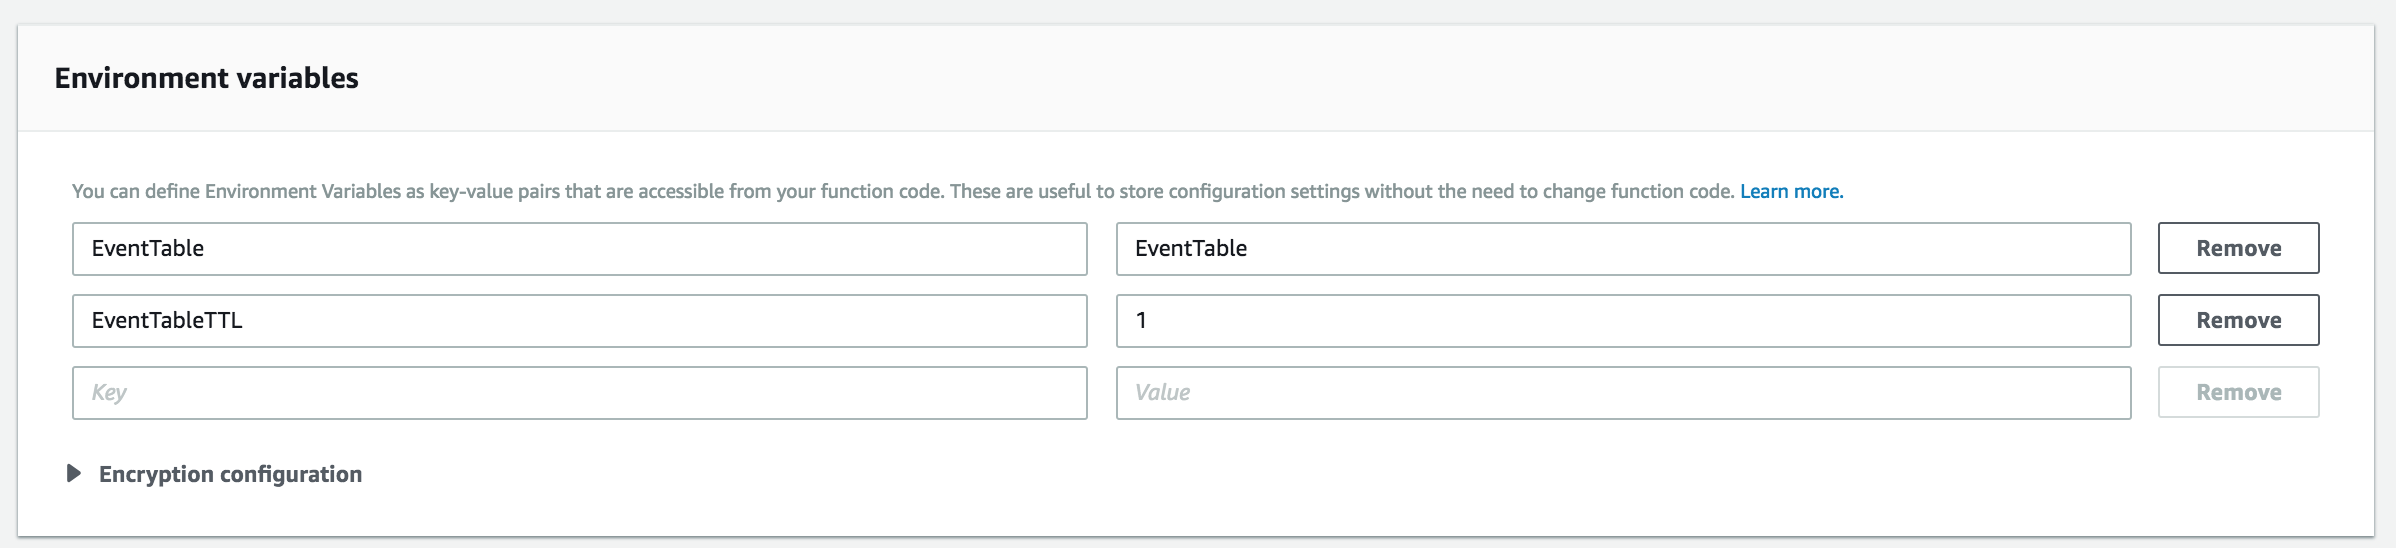 Environment variables
You can define Environment Variables as key-value pairs that are accessible from your function code. These are useful to store configuration settings without the need to change function code. Learn more.
EventTable EventTable Remove
EventTableTTL 1 Remove
Key Value Remove
Encryption configuration